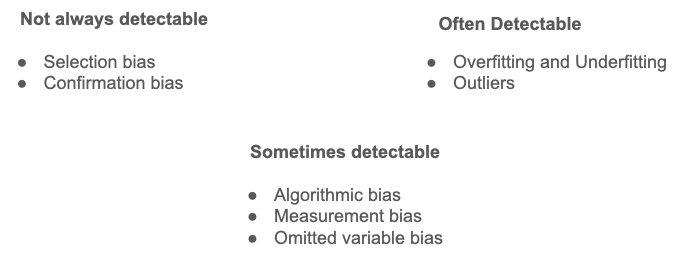 Not always detectable
● Selection bias
● Confirmation bias
Often Detectable
● Overfitting and Underfitting
● Outliers
Sometimes detectable
● Algorithmic bias
● Measurement bias
● Omitted variable bias